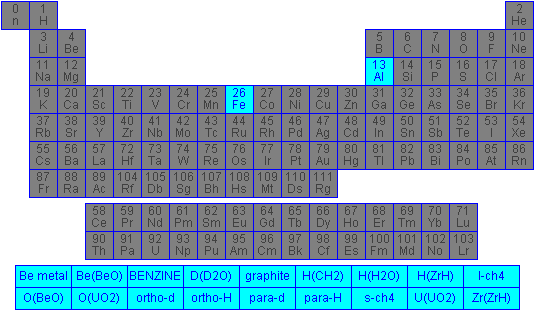 0 1 2
n H He
3 4 5 6 7 8 9 10
Li Be B C N O F Ne
11 12 13 14 15 16 17 18
Na Mg Al Si P S Cl Ar
19 20 21 22 23 24 25 26 27 28 29 30 31 32 33 34 35 36
K Ca Sc Ti V Cr Mn Fe Co Ni Cu Zn Ga Ge As Se Br Kr
37 38 39 40 41 42 43 44 45 46 47 48 49 50 51 52 53 54
Rb Sr Y Zr Nb Mo Tc Ru Rh Pd Ag Cd In Sn Sb Te I Xe
55 56 57 72 73 74 75 76 77 78 79 80 81 82 83 84 85 86
Cs Ba La Hf Ta W Re Os Ir Pt Au Hg Tl Pb Bi Po At Rn
87 88 89 104 105 106 107 108 109 110 111
Fr Ra Ac Rf Db Sg Bh Hs Mt Ds Rg
58 59 60 61 62 63 64 65 66 67 68 69 70 71
Ce Pr Nd Pm Sm Eu Gd Tb Dy Ho Er Tm Yb Lu
90 91 92 93 94 95 96 97 98 99 100 101 102 103
Th Pa U Np Pu Am Cm Bk Cf Es Fm Md No Lr
Be metal Be(BeO) BENZINE D(D2O) graphite H(CH2) H(H2O) H(ZrH) l-ch4
O(BeO) O(UO2) ortho-d ortho-H para-d para-H s-ch4 U(UO2) Zr(ZrH)